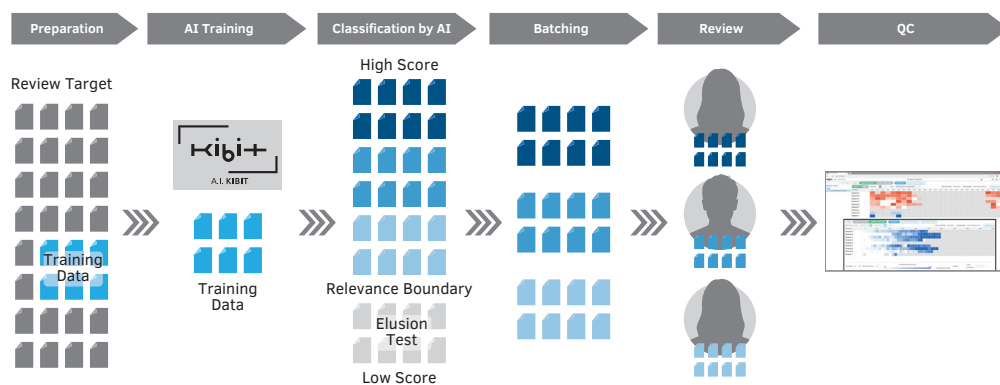 Preparation
AI Training
Classification by AI
Batching
Review
QC
Review Target
High Score
Kibit
A.I. KIBIT
Training
Data
Training
Data
Relevance Boundary
Elusion
Test
Low Score